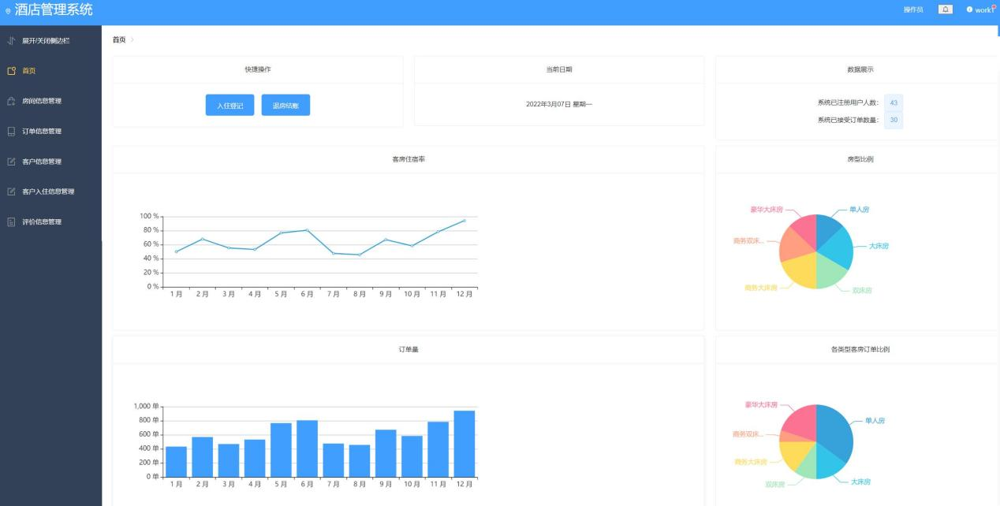 酒店管理系统
操作员
work1
展开/关闭侧边栏
首页
房间信息管理
订单信息管理
客户信息管理
客户入住信息管理
评价信息管理
首页
快捷操作
入住登记
退房结账
当前日期
2022年3月07日 星期一
数据展示
系统已注册用户人数: 43
系统已接受订单数量: 30
客房住宿率
100 %
80 %
60 %
40 %
20 %
0 %
1月 2月 3月 4月 5月 6月 7月 8月 9月 10月 11月 12月
房型比例
豪华大床房
单人房
商务双床...
大床房
商务大床房
双床房
订单量
1,000 单
800 单
600 单
400 单
200 单
0 单
1月 2月 3月 4月 5月 6月 7月 8月 9月 10月 11月 12月
各类型客房订单比例
豪华大床房
单人房
商务双床...
商务大床房
双床房
大床房